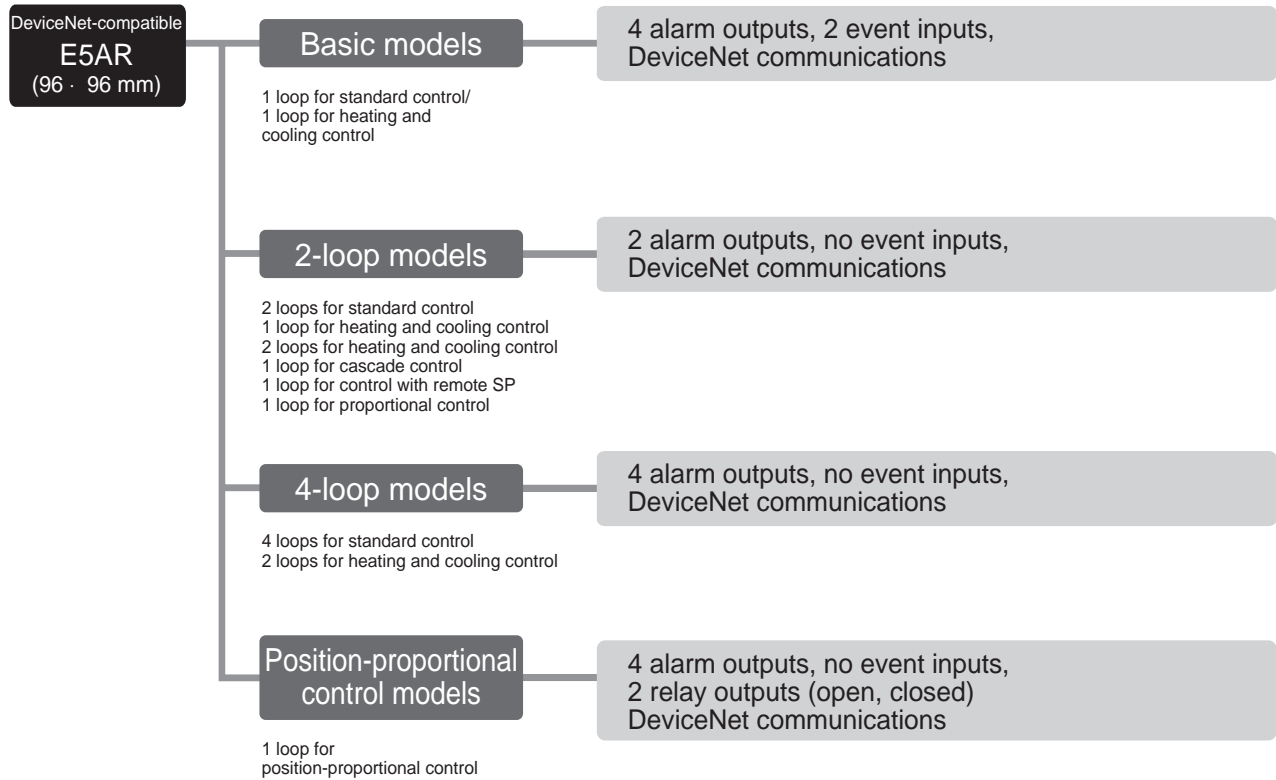 DeviceNet-compatible
E5AR
(96 · 96 mm)
Basic models
4 alarm outputs, 2 event inputs,
DeviceNet communications
1 loop for standard control/
1 loop for heating and
cooling control
2-loop models
2 alarm outputs, no event inputs,
DeviceNet communications
2 loops for standard control
1 loop for heating and cooling control
2 loops for heating and cooling control
1 loop for cascade control
1 loop for control with remote SP
1 loop for proportional control
4-loop models
4 alarm outputs, no event inputs,
DeviceNet communications
4 loops for standard control
2 loops for heating and cooling control
Position-proportional
control models
4 alarm outputs, no event inputs,
2 relay outputs (open, closed)
DeviceNet communications
1 loop for
position-proportional control